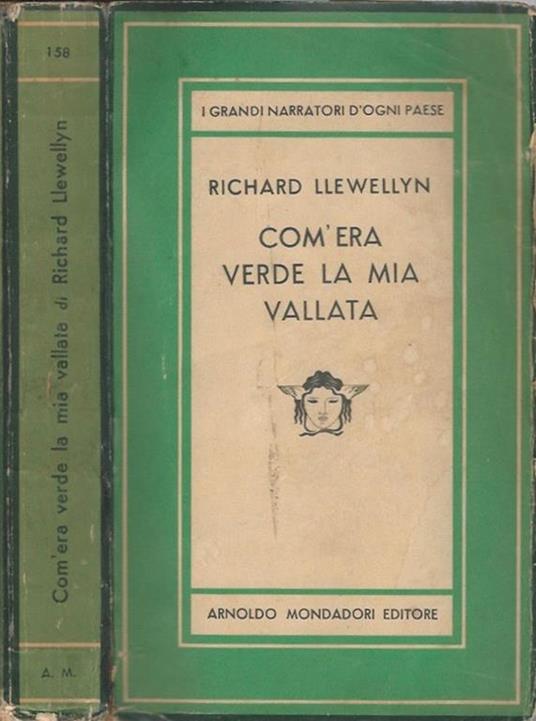 158
Com'era verde la mia vallata di Richard Llewellyn
A. M.
I GRANDI NARRATORI D'OGNI PAESE
RICHARD LLEWELLYN
COM'ERA
VERDE LA MIA
VALLATA
ARNOLDO MONDADORI EDITORE